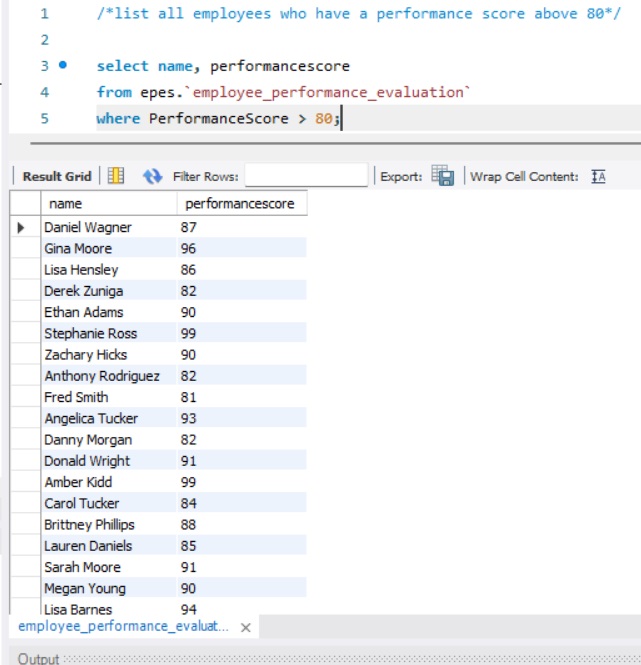 1 /*list all employees who have a performance score above 80*/
2
3 select name, performancescore
4 from epes.`employee_performance_evaluation`
5 where PerformanceScore > 80;
Result Grid Filter Rows: Export: Wrap Cell Content: IA
name performancescore
Daniel Wagner 87
Gina Moore 96
Lisa Hensley 86
Derek Zuniga 82
Ethan Adams 90
Stephanie Ross 99
Zachary Hicks 90
Anthony Rodriguez 82
Fred Smith 81
Angelica Tucker 93
Danny Morgan 82
Donald Wright 91
Amber Kidd 99
Carol Tucker 84
Brittney Phillips 88
Lauren Daniels 85
Sarah Moore 91
Megan Young 90
Lisa Barnes 94
employee_performance_evaluat... ×
Output